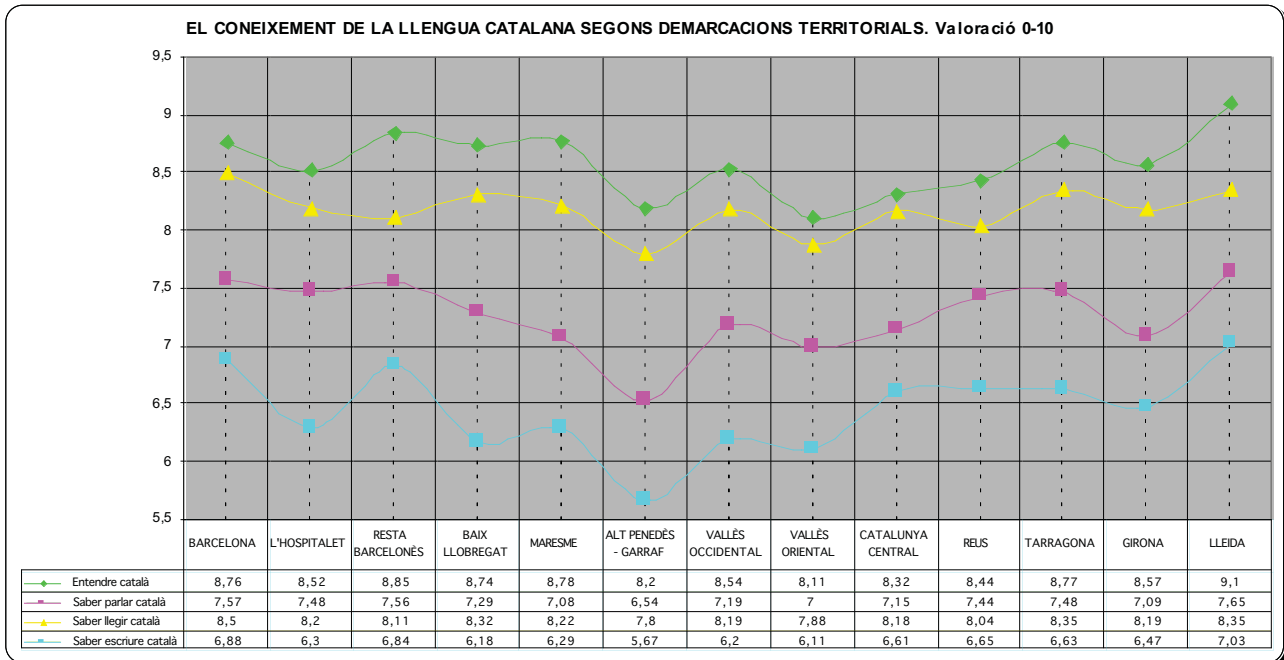 EL CONEIXEMENT DE LA LLENGUA CATALANA SEGONS DEMARCACIONS TERRITORIALS. Valoració 0-10
9,5
9
8,5
8
7,5
7
6,5
6
5,5
BARCELONA L'HOSPITALET RESTA BARCELONÈS BAIX LLOBREGAT MARESME ALT PENEDÈS - GARRAF VALLÈS OCCIDENTAL VALLÈS ORIENTAL CATALUNYA CENTRAL REUS TARRAGONA GIRONA LLEIDA
Entendre català 8,76 8,52 8,85 8,74 8,78 8,2 8,54 8,11 8,32 8,44 8,77 8,57 9,1
Saber parlar català 7,57 7,48 7,56 7,29 7,08 6,54 7,19 7 7,15 7,44 7,48 7,09 7,65
Saber llegir català 8,5 8,2 8,11 8,32 8,22 7,8 8,19 7,88 8,18 8,04 8,35 8,19 8,35
Saber escriure català 6,88 6,3 6,84 6,18 6,29 5,67 6,2 6,11 6,61 6,65 6,63 6,47 7,03